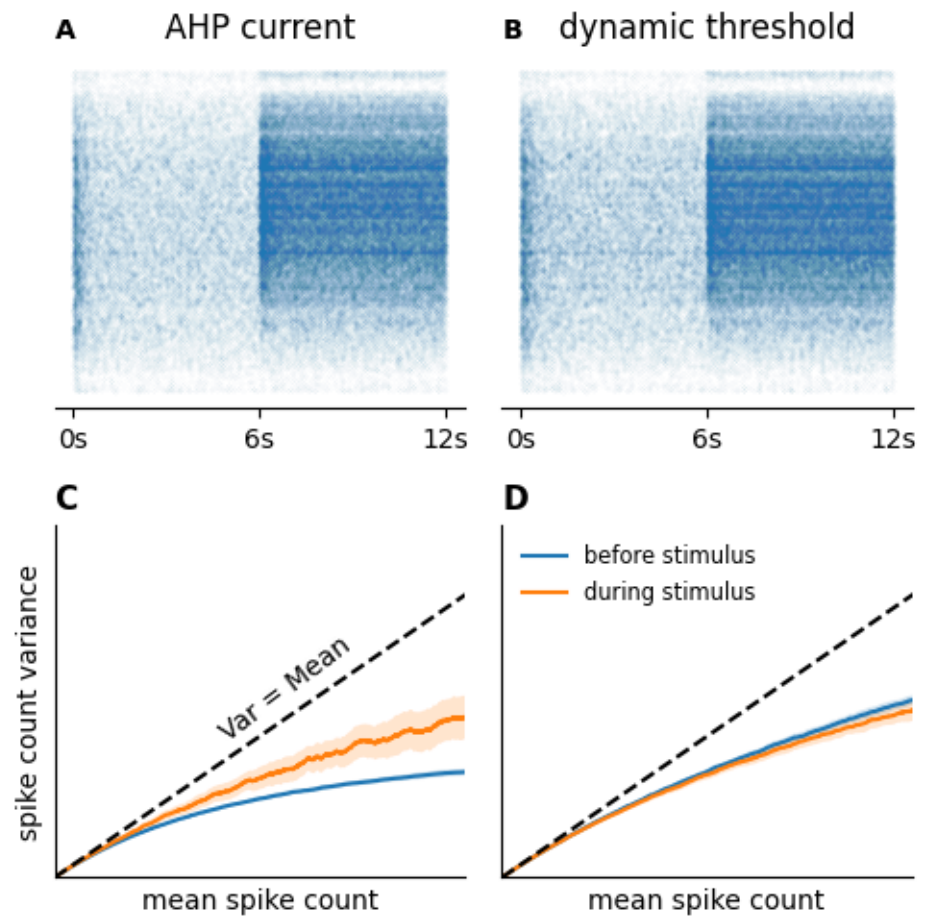 A AHP current
B dynamic threshold
0s 6s 12s
0s 6s 12s
C
spike count variance
Var = Mean
mean spike count
D
before stimulus
during stimulus
mean spike count